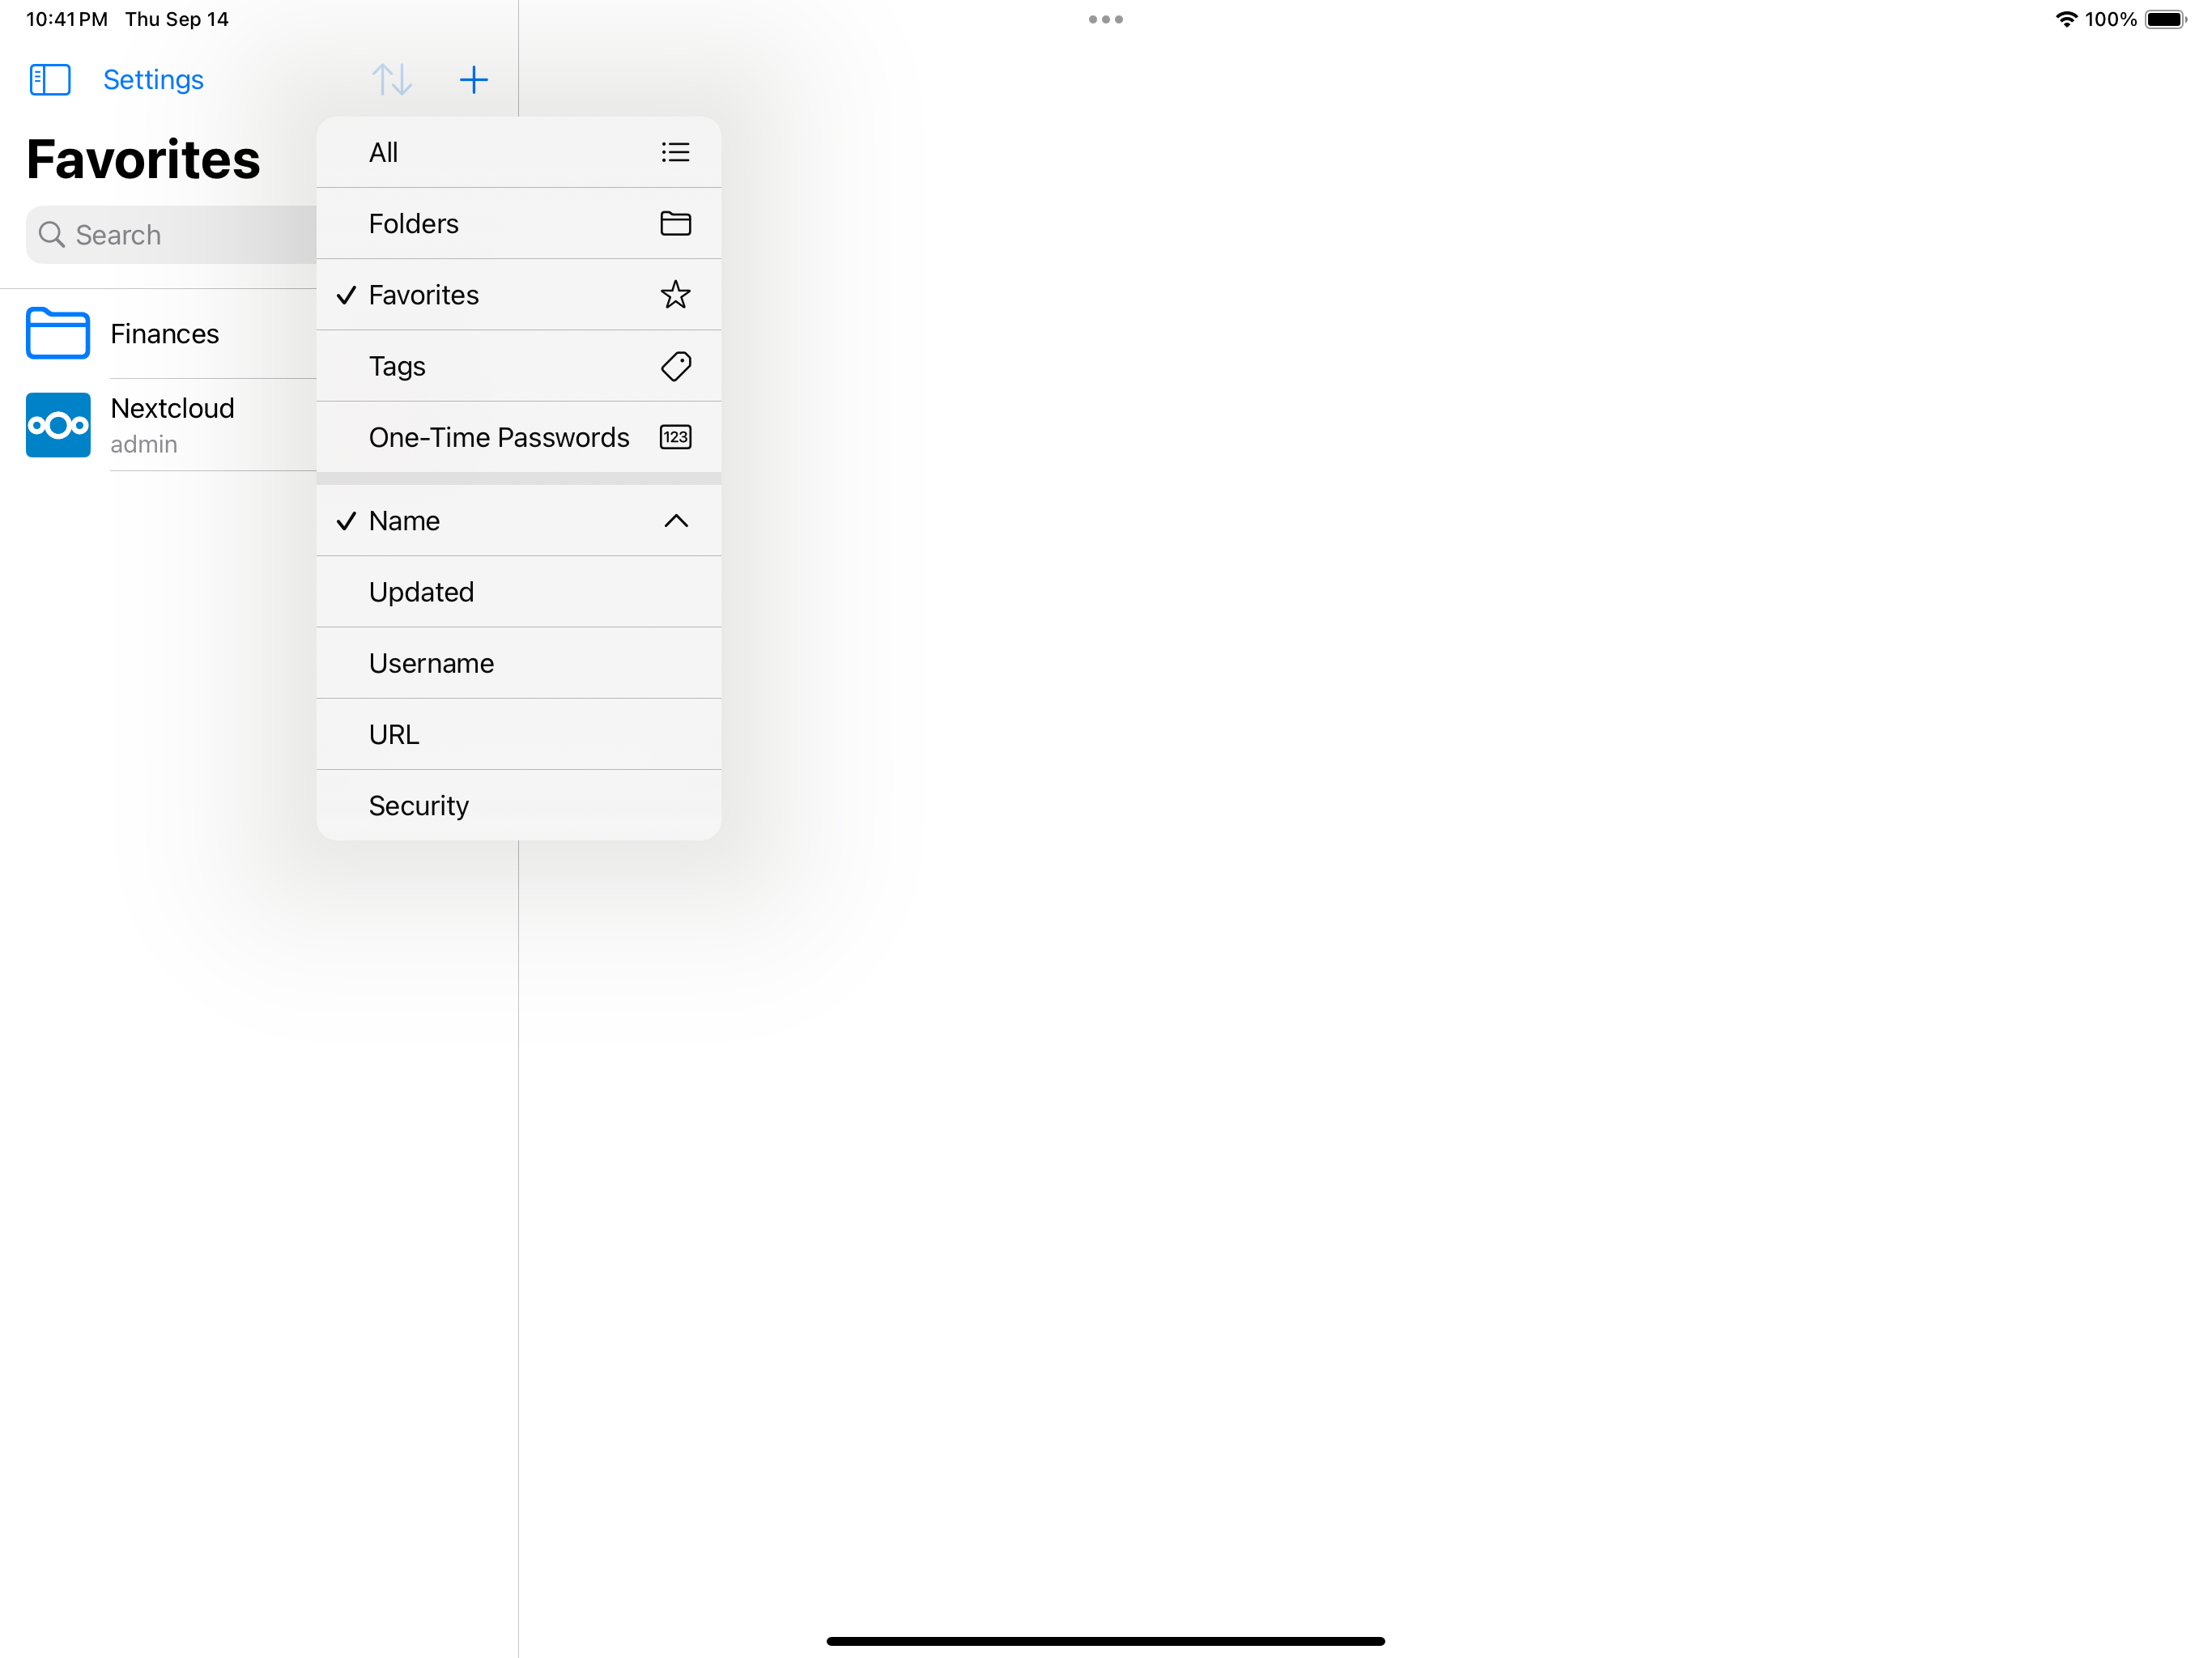 10:41 PM Thu Sep 14
100%
Settings
Favorites
Search
Finances
Nextcloud
admin
All
Folders
Favorites
Tags
One-Time Passwords
123
Name
Updated
Username
URL
Security